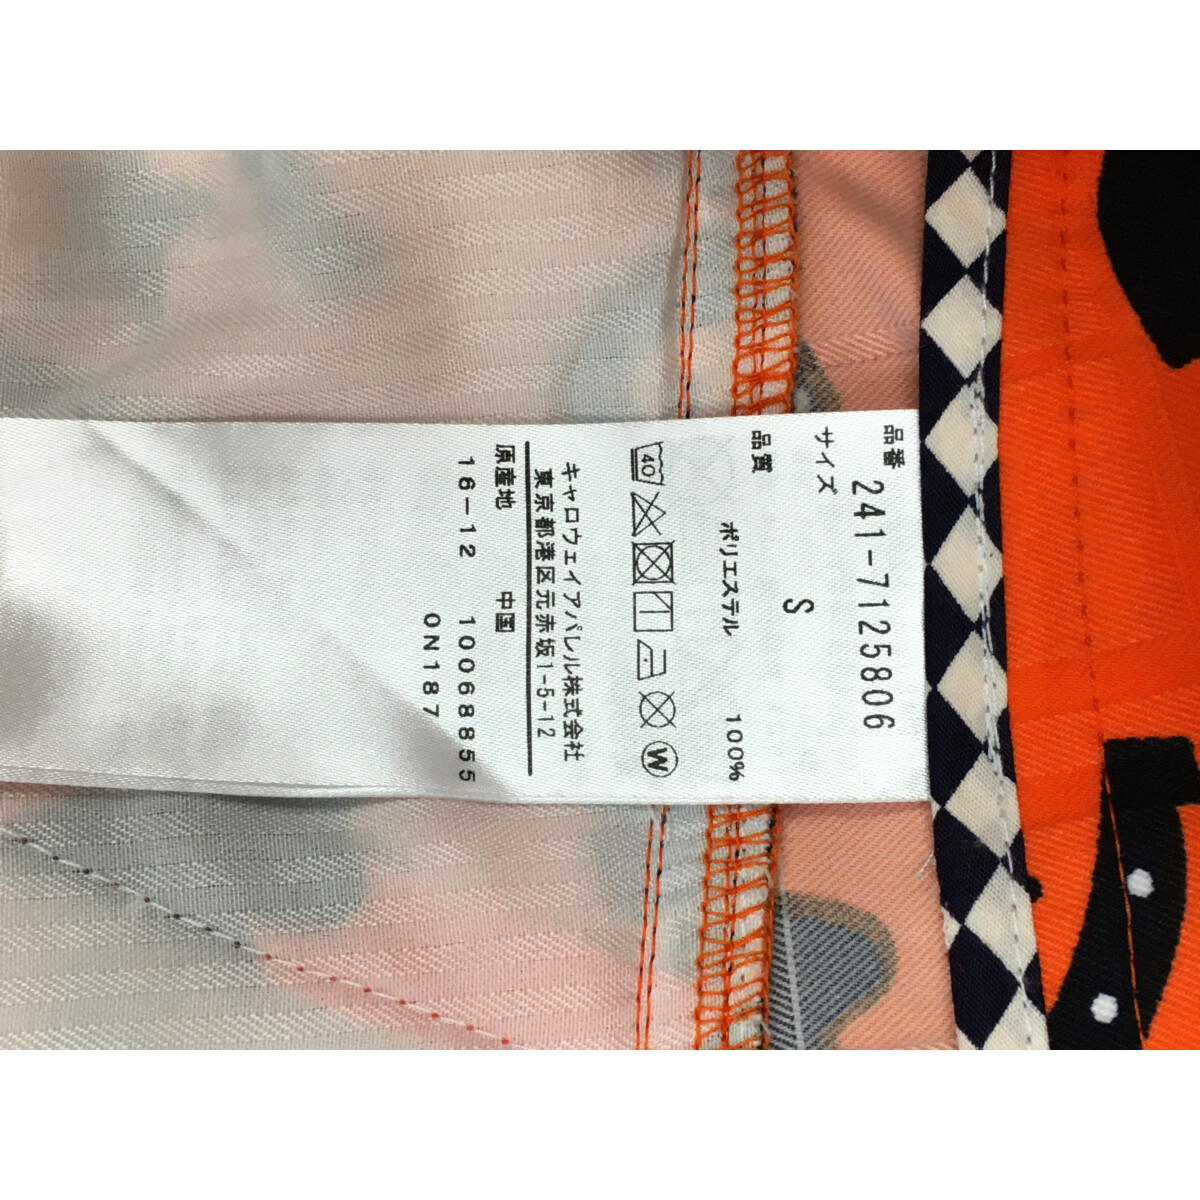 品番 241-7125806
サイズ S
品質
ポリエステル 100%
40 W
キャロウェイアパレル株式会社
東京都港区元赤坂1-5-12
原産地 中国
16-12 10068855
0N187